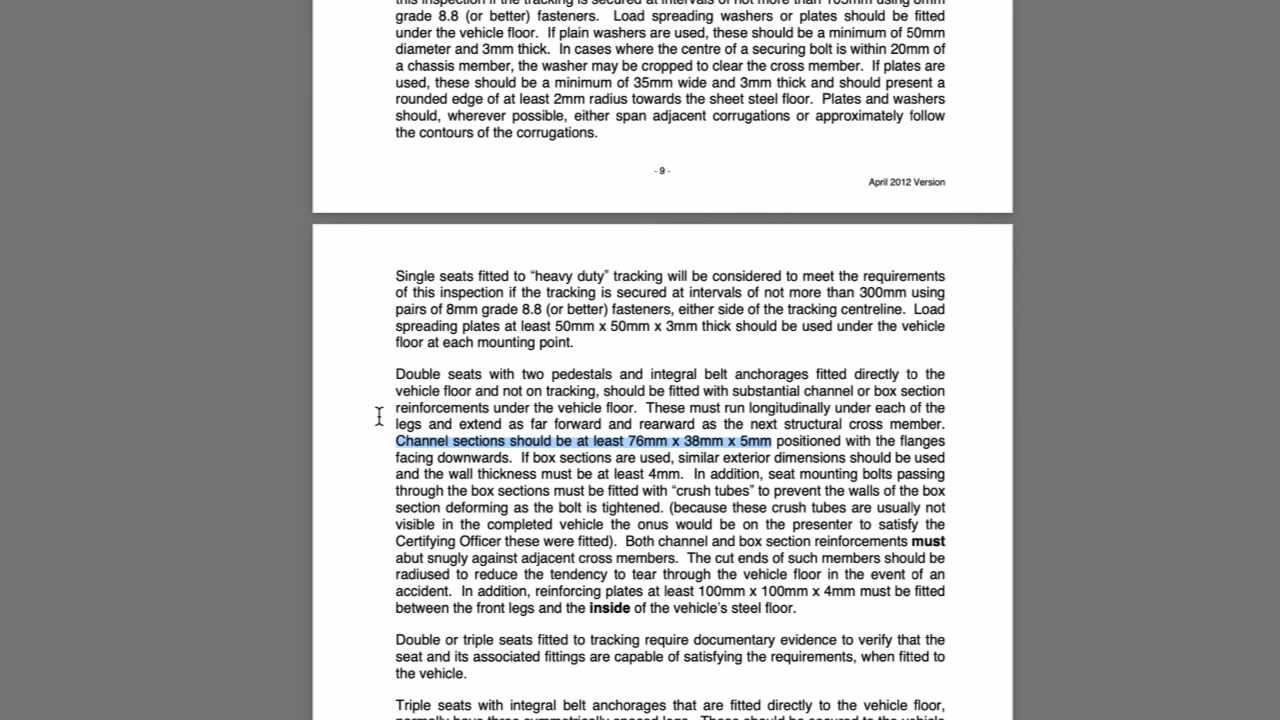 this inspection if the tracking is secured at intervals of not more than 165mm using 8mm
grade 8.8 (or better) fasteners. Load spreading washers or plates should be fitted
under the vehicle floor. If plain washers are used, these should be a minimum of 50mm
diameter and 3mm thick. In cases where the centre of a securing bolt is within 20mm of
a chassis member, the washer may be cropped to clear the cross member. If plates are
used, these should be a minimum of 35mm wide and 3mm thick and should present a
rounded edge of at least 2mm radius towards the sheet steel floor. Plates and washers
should, wherever possible, either span adjacent corrugations or approximately follow
the contours of the corrugations.
- 9 -
April 2012 Version
Single seats fitted to “heavy duty” tracking will be considered to meet the requirements
of this inspection if the tracking is secured at intervals of not more than 300mm using
pairs of 8mm grade 8.8 (or better) fasteners, either side of the tracking centreline. Load
spreading plates at least 50mm x 50mm x 3mm thick should be used under the vehicle
floor at each mounting point.
Double seats with two pedestals and integral belt anchorages fitted directly to the
vehicle floor and not on tracking, should be fitted with substantial channel or box section
reinforcements under the vehicle floor. These must run longitudinally under each of the
legs and extend as far forward and rearward as the next structural cross member.
Channel sections should be at least 76mm x 38mm x 5mm positioned with the flanges
facing downwards. If box sections are used, similar exterior dimensions should be used
and the wall thickness must be at least 4mm. In addition, seat mounting bolts passing
through the box sections must be fitted with “crush tubes” to prevent the walls of the box
section deforming as the bolt is tightened. (because these crush tubes are usually not
visible in the completed vehicle the onus would be on the presenter to satisfy the
Certifying Officer these were fitted). Both channel and box section reinforcements must
abut snugly against adjacent cross members. The cut ends of such members should be
radiused to reduce the tendency to tear through the vehicle floor in the event of an
accident. In addition, reinforcing plates at least 100mm x 100mm x 4mm must be fitted
between the front legs and the inside of the vehicle’s steel floor.
Double or triple seats fitted to tracking require documentary evidence to verify that the
seat and its associated fittings are capable of satisfying the requirements, when fitted to
the vehicle.
Triple seats with integral belt anchorages that are fitted directly to the vehicle floor,
normally have three symmetrically spaced legs. These should be secured to the vehicle